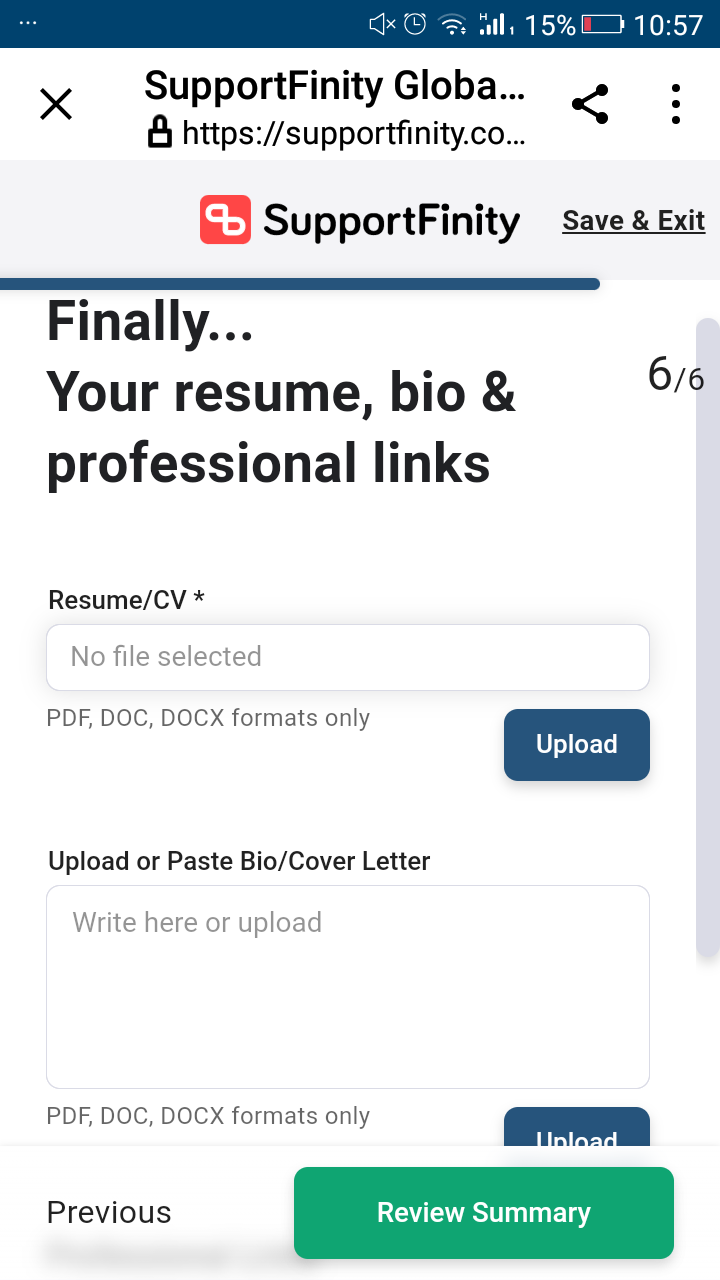 ... H 1 15% 10:57
SupportFinity Globa...
https://supportfinity.co...
SupportFinity Save & Exit
Finally...
Your resume, bio &
professional links
6/6
Resume/CV *
No file selected
PDF, DOC, DOCX formats only
Upload
Upload or Paste Bio/Cover Letter
Write here or upload
PDF, DOC, DOCX formats only
Upload
Previous
Review Summary